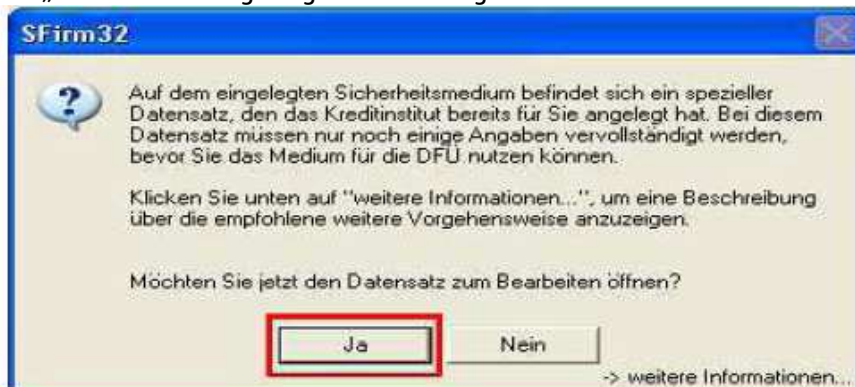 SFirm32
Auf dem eingelegten Sicherheitsmedium befindet sich ein spezieller
Datensatz, den das Kreditinstitut bereits für Sie angelegt hat. Bei diesem
Datensatz müssen nur noch einige Angaben vervollständigt werden,
bevor Sie das Medium für die DFÜ nutzen können.
Klicken Sie unten auf "weitere Informationen...", um eine Beschreibung
über die empfohlene weitere Vorgehensweise anzuzeigen.
Möchten Sie jetzt den Datensatz zum Bearbeiten öffnen?
Ja Nein
-> weitere Informationen...